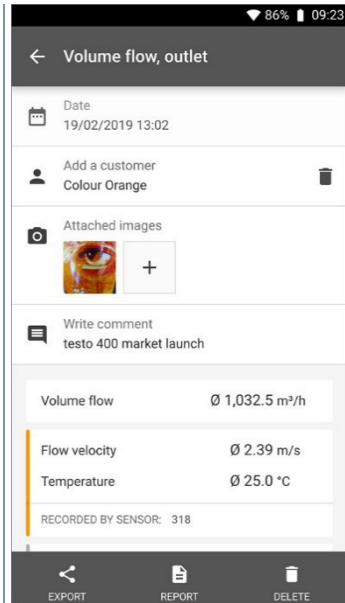 86% 09:23
Volume flow, outlet
Date
19/02/2019 13:02
Add a customer
Colour Orange
Attached images
+
Write comment
testo 400 market launch
Volume flow Ø 1,032.5 m³/h
Flow velocity Ø 2.39 m/s
Temperature Ø 25.0 °C
RECORDED BY SENSOR: 318
EXPORT REPORT DELETE